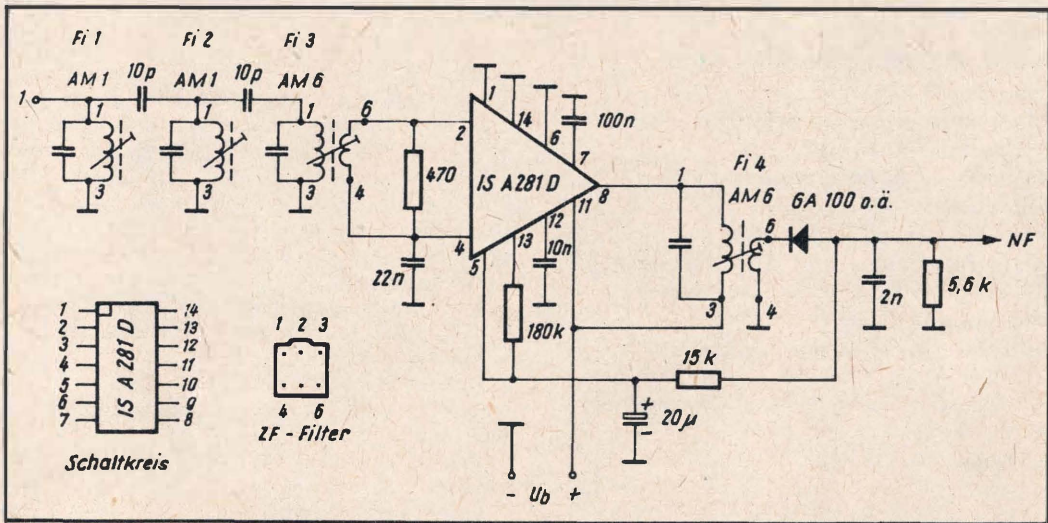 Fi 1 Fi 2 Fi 3
AM 1 10p AM 1 10p AM 6
1 1 1 1 6
3 3 3 4
470
22n
2 1 14 6 7 100n
IS A 281 D
8
11
12
4 13 10n
5
180k
1 Fi 4
AM 6 GA 100 o.ä.
6
3 4
NF
2n
5,6 k
15 k
+
20µ
-
- Ub +
1 14
2 13
3 12
4 11
5 10
6 9
7 8
IS A 281 D
Schaltkreis
1 2 3
4 6
ZF - Filter